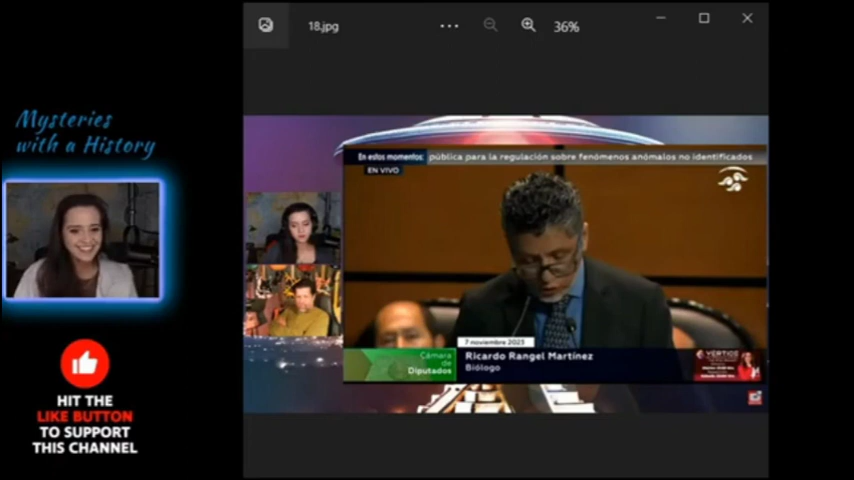 18.jpg
36%
Mysteries
with a History
En estos momentos: pública para la regulación sobre fenómenos anómalos no identificados
EN VIVO
7 noviembre 2023
Cámara
de
Diputados
Ricardo Rangel Martínez
Biólogo
VÉRTICE
HIT THE
LIKE BUTTON
TO SUPPORT
THIS CHANNEL